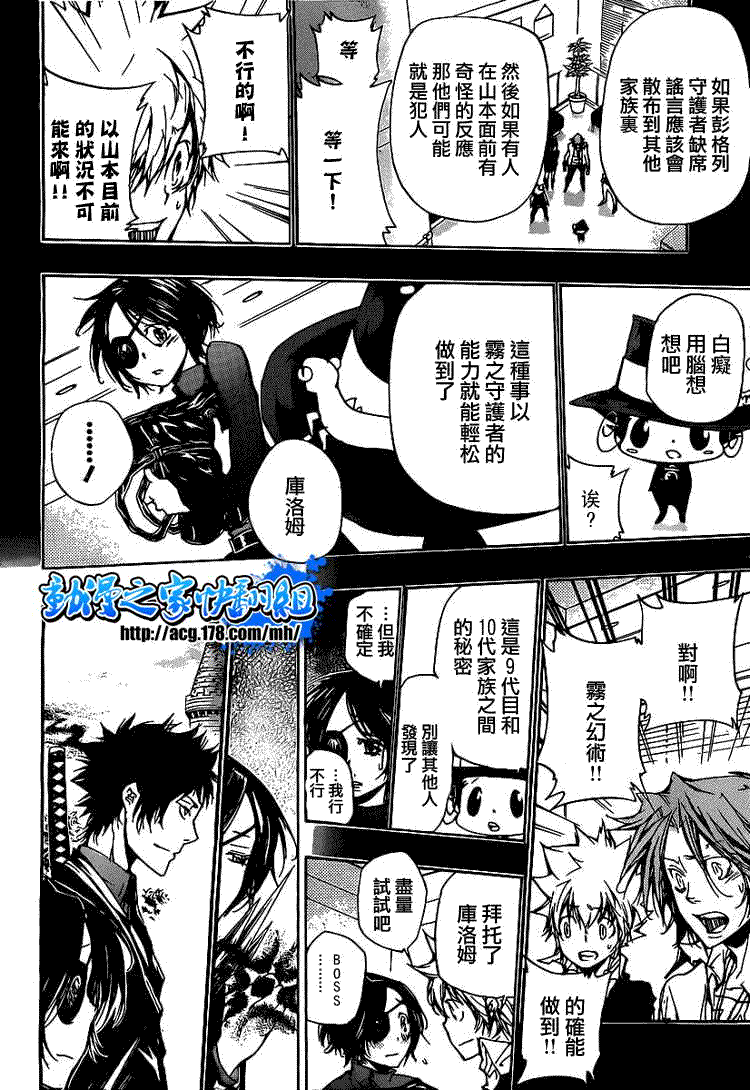 如果彭格列
守護者缺席
謠言應該會
散布到其他
家族裏
然後如果有人
在山本面前有
奇怪的反應
那他們可能
就是犯人
等
等一下!
不行的啊!
以山本目前
的狀況不可
能來啊!!
白癡
用腦想
想吧
诶?
這種事以
霧之守護者的
能力就能輕松
做到了
庫洛姆
……!
對啊!!
霧之幻術!!
的確能
做到!!
這是9代目和
10代家族之間
的秘密
別讓其他人
發現了
…但我
不確定
…我行
不行
拜托了
庫洛姆
盡量
試試吧
BOSS
……
動漫之家快翻組
http://acg.178.com/mh/